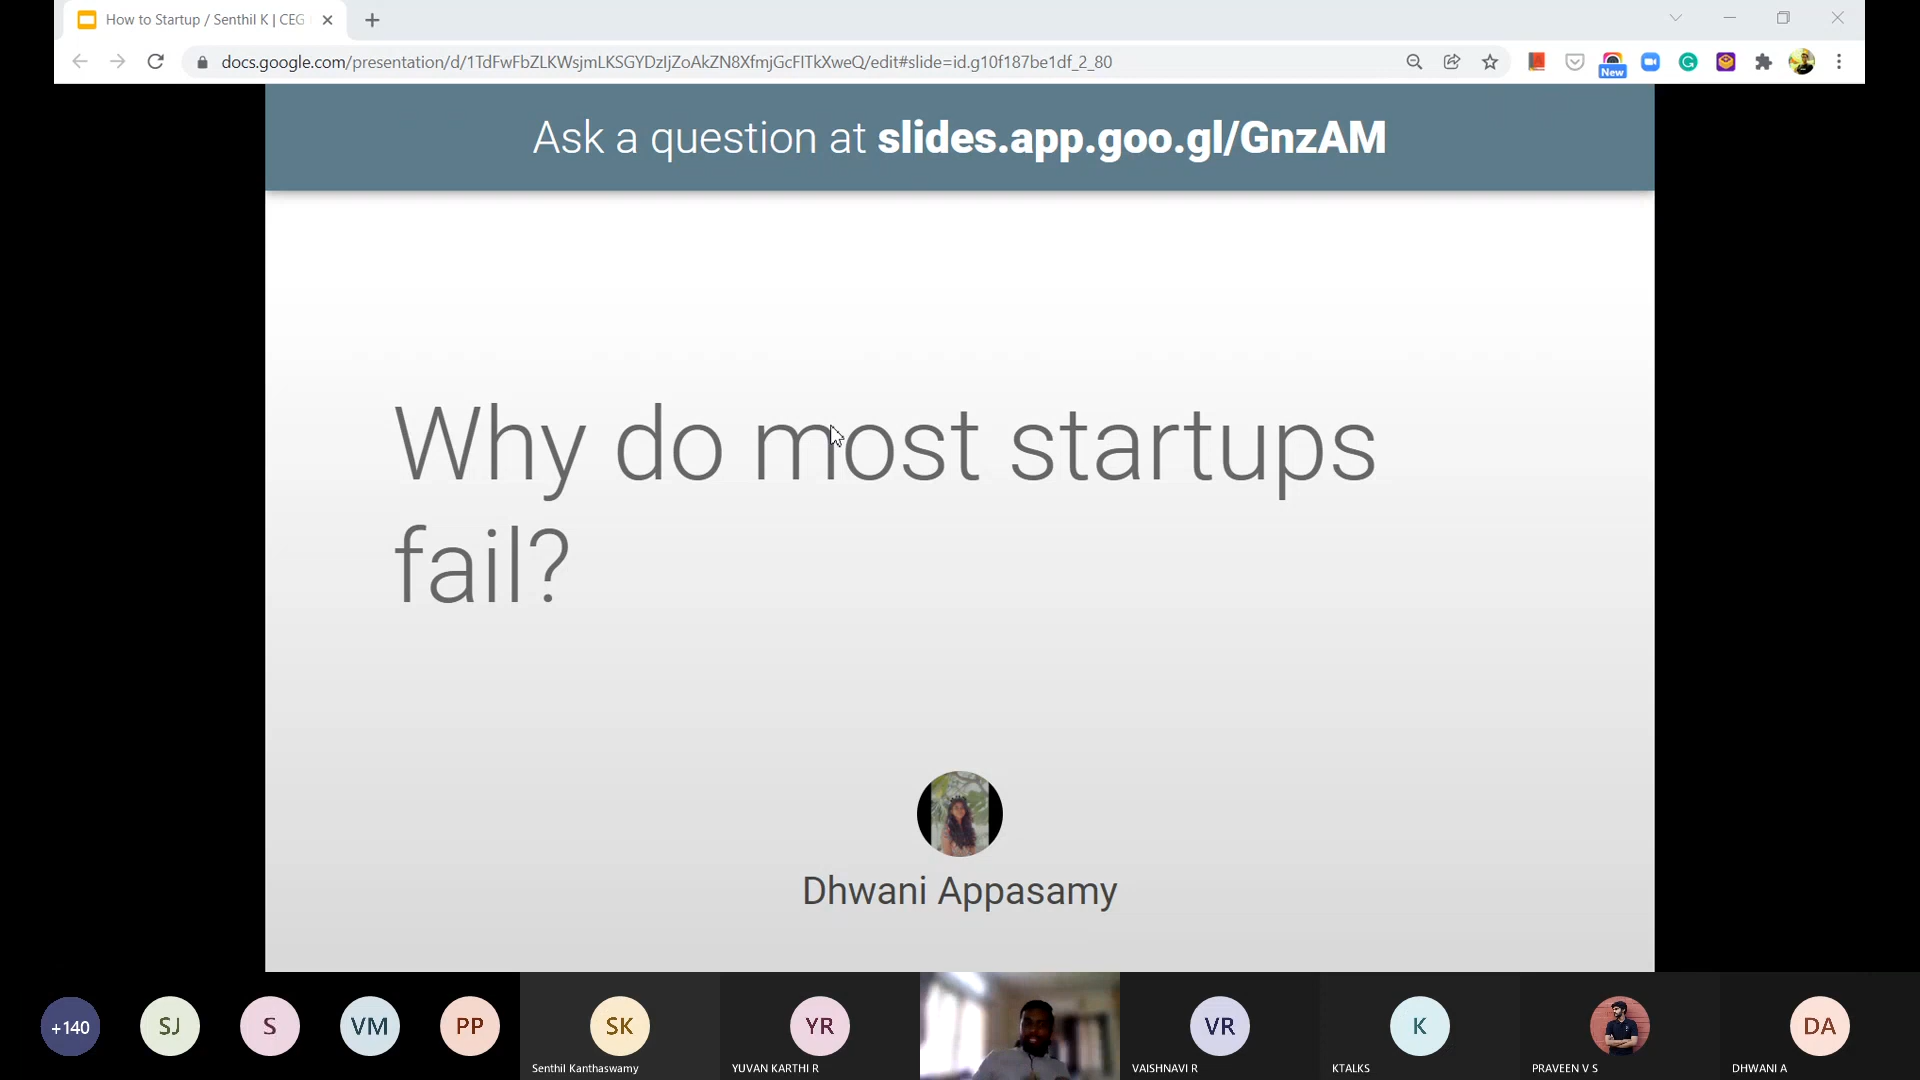 How to Startup / Senthil K | CEG
docs.google.com/presentation/d/1TdFwFbZLKWsjmLKSGYDzIjZoAkZN8XfmjGcFITkXweQ/edit#slide=id.g10f187be1df_2_80
New
Ask a question at slides.app.goo.gl/GnzAM
Why do most startups
fail?
Dhwani Appasamy
+140
SJ
S
VM
PP
SK
YR
VR
K
DA
Senthil Kanthaswamy
YUVAN KARTHI R
VAISHNAVI R
KTALKS
PRAVEEN V S
DHWANI A